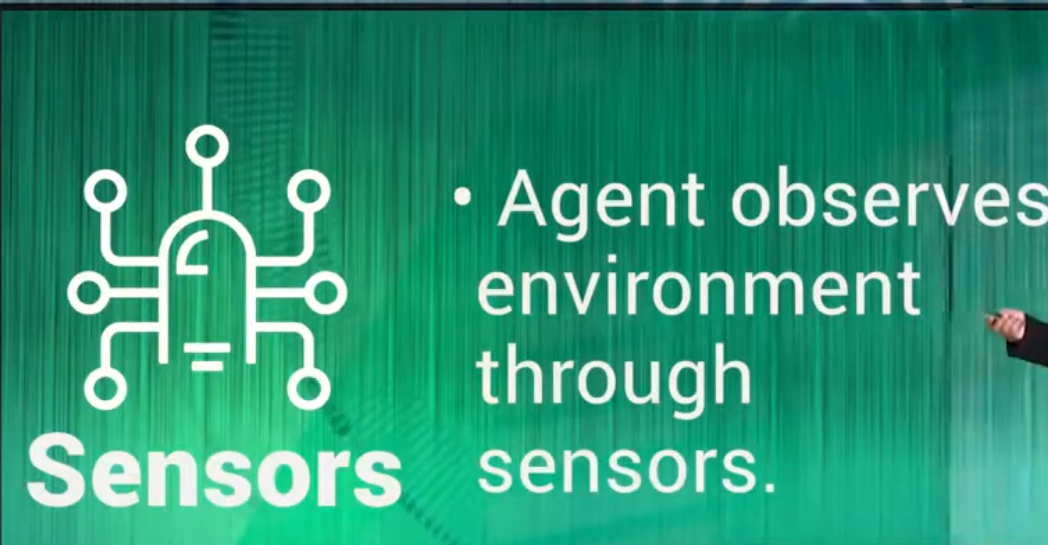 Sensors
• Agent observes
environment
through
sensors.